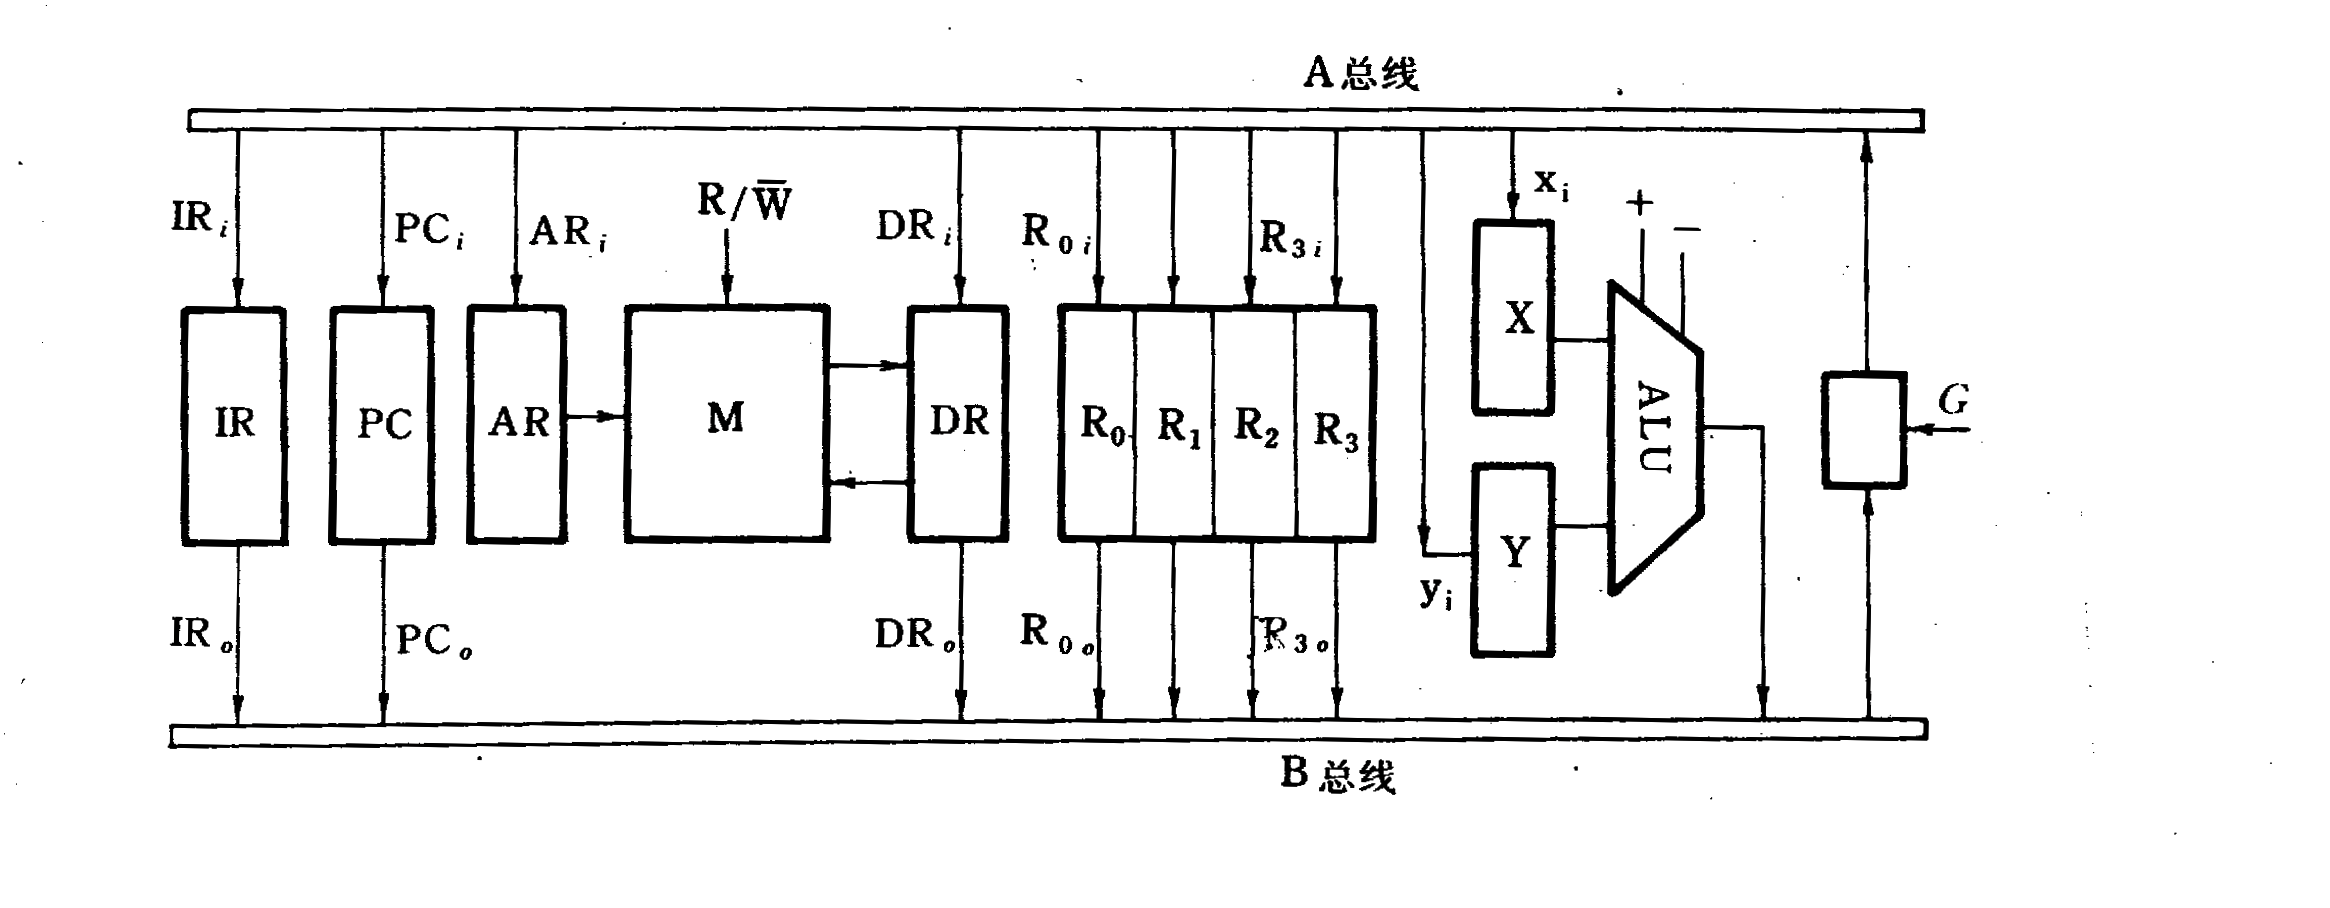 A总线
IRi
PCi
ARi
R/W̅
DRi
R0i
R3i
xi
+
−
IR
PC
AR
M
DR
R0
R1
R2
R3
X
Y
ALU
G
yi
IRo
PCo
DRo
R0o
R3o
B总线